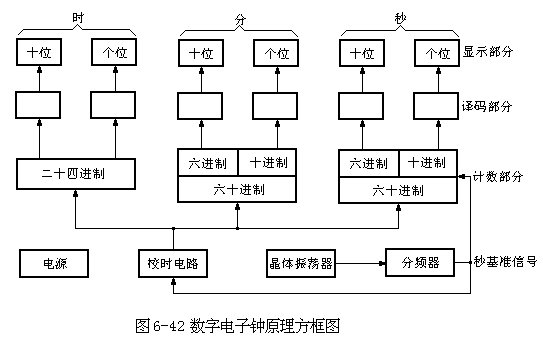 时 分 秒
十位 个位 十位 个位 十位 个位 显示部分
译码部分
六进制 十进制 六进制 十进制
二十四进制 计数部分
六十进制 六十进制
电源 校时电路 晶体振荡器 分频器 秒基准信号
图6-42 数字电子钟原理方框图